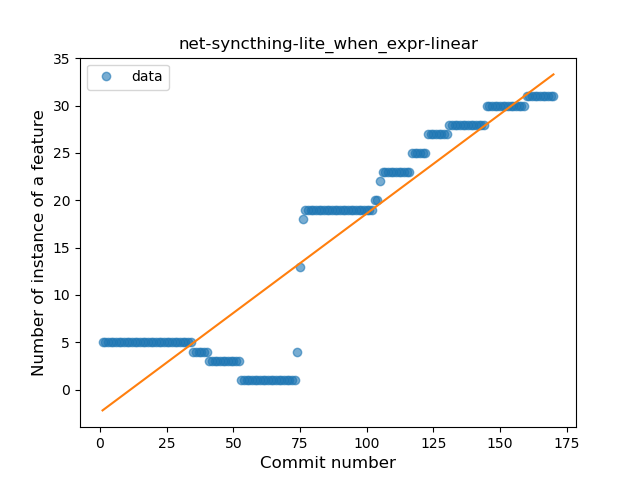 net-syncthing-lite_when_expr-linear
data
Number of instance of a feature
35
30
25
20
15
10
5
0
0 25 50 75 100 125 150 175
Commit number